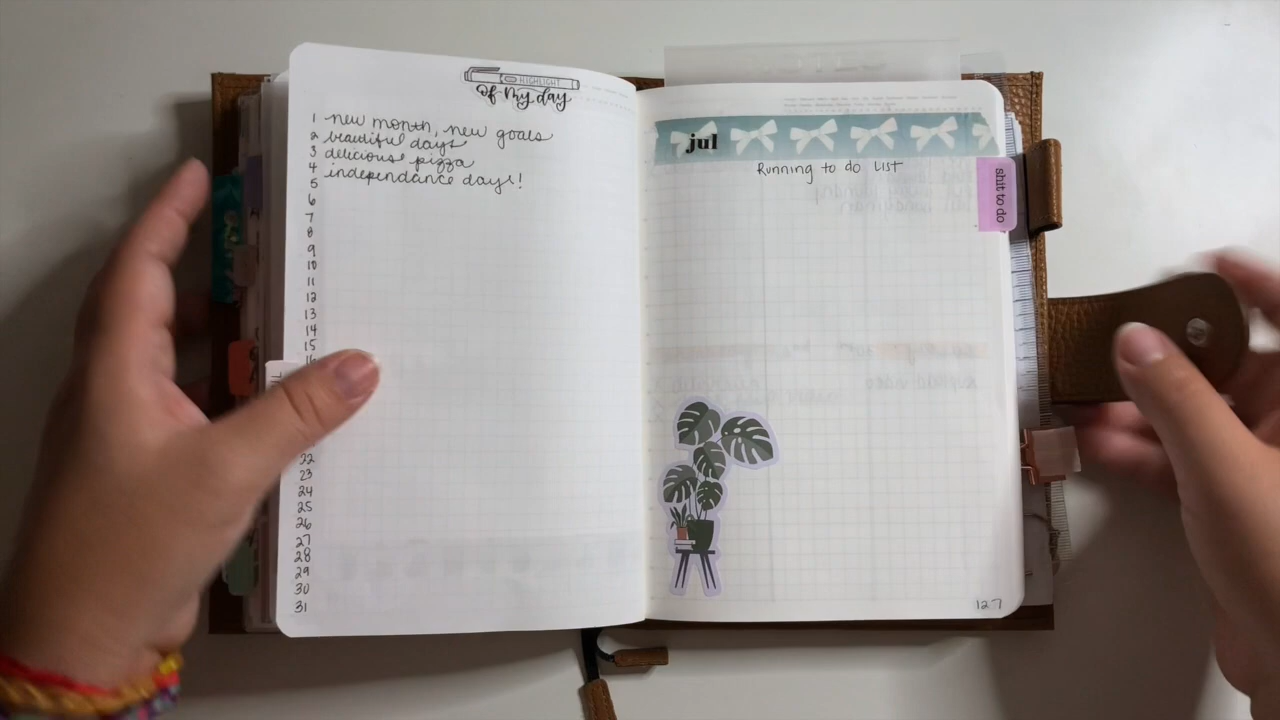 HIGHLIGHT
of my day
1 new month, new goals
2 beautiful days
3 delicious pizza
4 independance days!
5
6
7
8
9
10
11
12
13
14
15
16
22
23
24
25
26
27
28
29
30
31
jul
Running to do list
shit to do
127